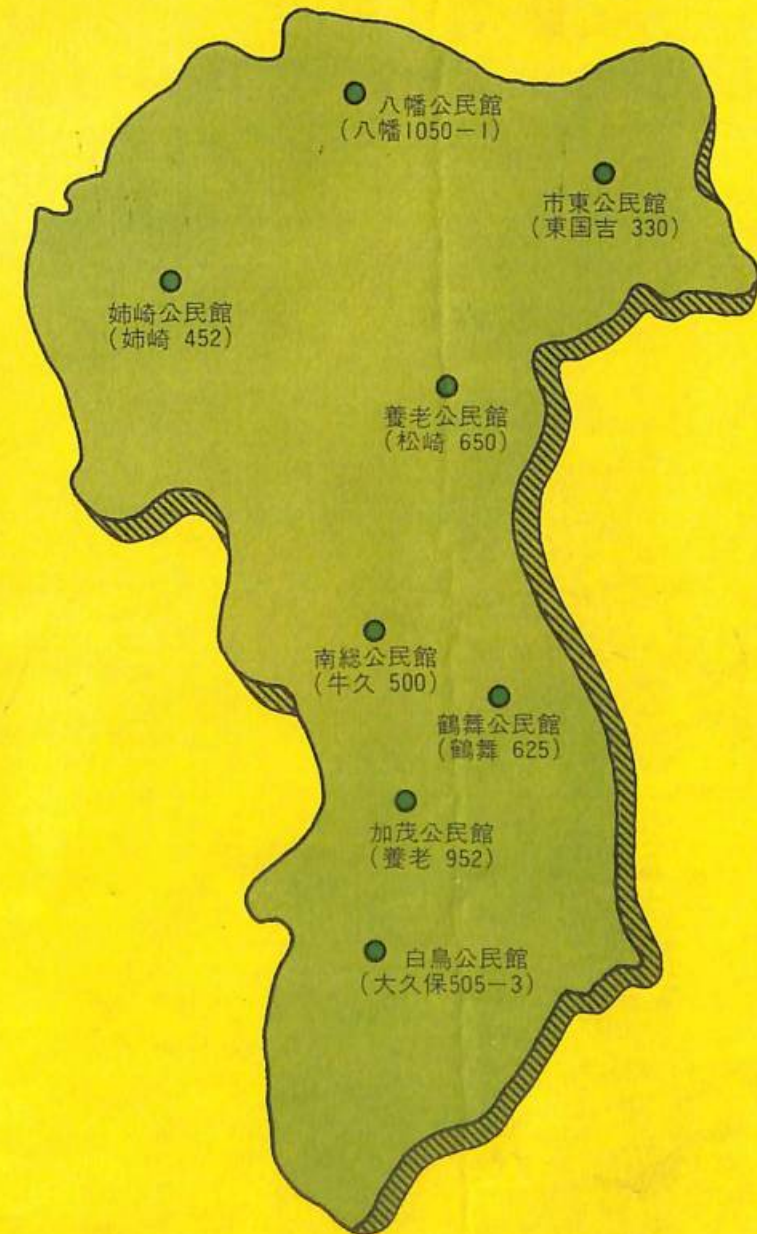 八幡公民館
(八幡1050-1)
市東公民館
(東国吉 330)
姉崎公民館
(姉崎 452)
養老公民館
(松崎 650)
南総公民館
(牛久 500)
鶴舞公民館
(鶴舞 625)
加茂公民館
(養老 952)
白鳥公民館
(大久保505-3)